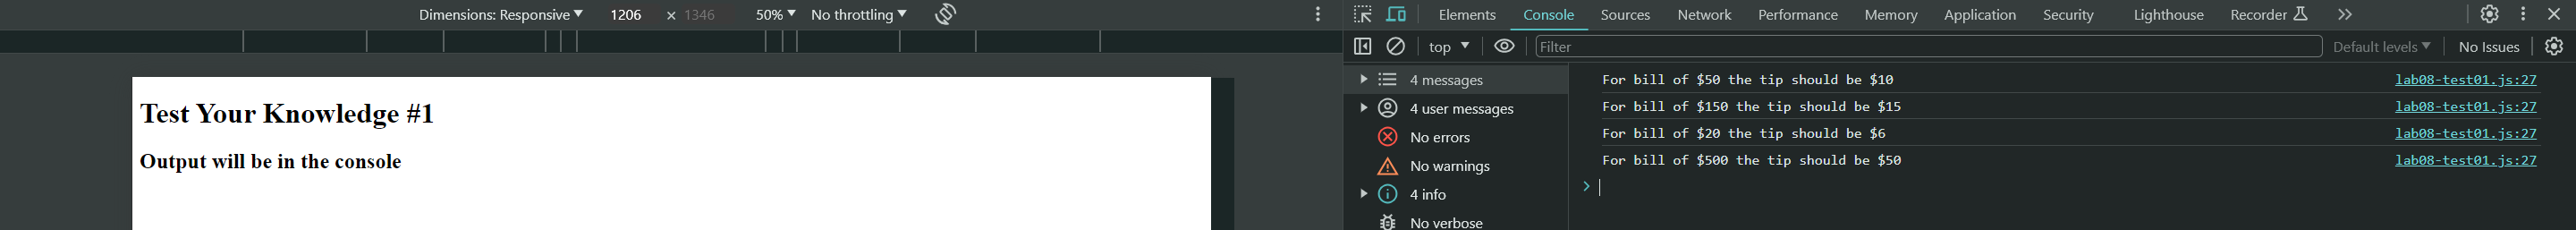 Dimensions: Responsive 1206 × 1346 50% No throttling
Elements Console Sources Network Performance Memory Application Security Lighthouse Recorder
top Filter Default levels No Issues
Test Your Knowledge #1
Output will be in the console
4 messages
4 user messages
No errors
No warnings
4 info
No verbose
For bill of $50 the tip should be $10 lab08-test01.js:27
For bill of $150 the tip should be $15 lab08-test01.js:27
For bill of $20 the tip should be $6 lab08-test01.js:27
For bill of $500 the tip should be $50 lab08-test01.js:27